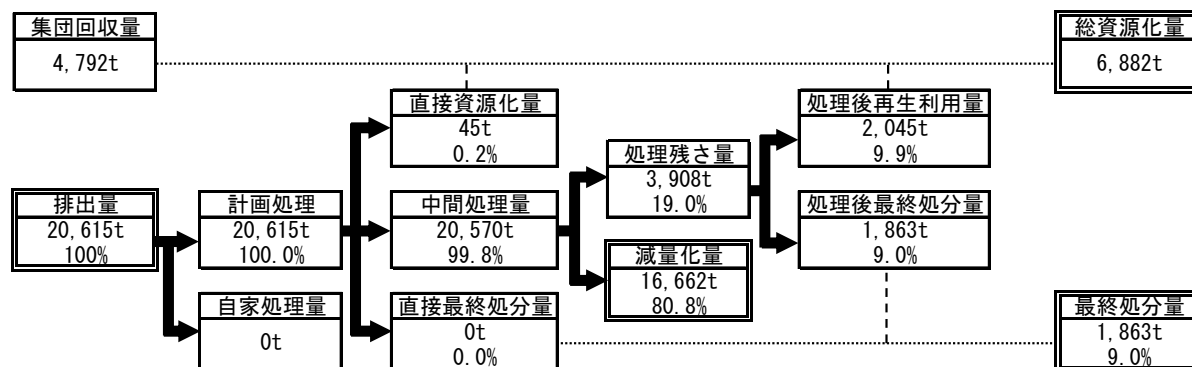 集団回収量
4,792t
総資源化量
6,882t
直接資源化量
45t
0.2%
処理後再生利用量
2,045t
9.9%
処理残さ量
3,908t
19.0%
排出量
20,615t
100%
計画処理
20,615t
100.0%
中間処理量
20,570t
99.8%
処理後最終処分量
1,863t
9.0%
減量化量
16,662t
80.8%
自家処理量
0t
直接最終処分量
0t
0.0%
最終処分量
1,863t
9.0%